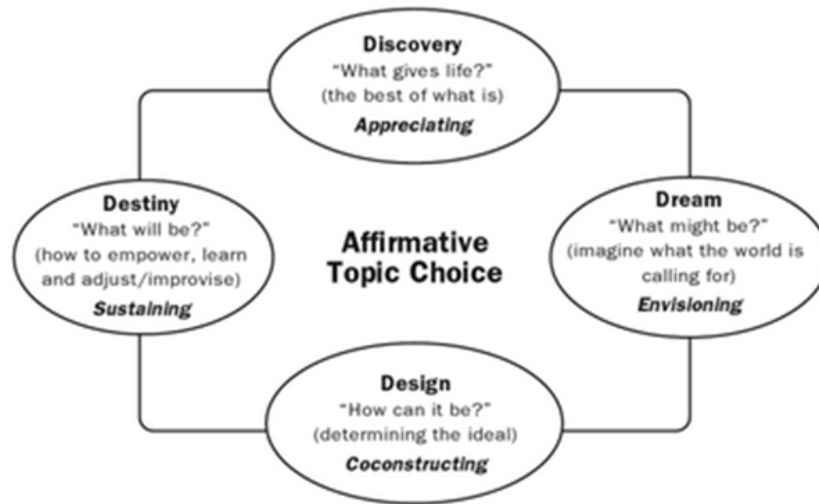 Discovery
“What gives life?”
(the best of what is)
Appreciating
Dream
“What might be?”
(imagine what the world is
calling for)
Envisioning
Design
“How can it be?”
(determining the ideal)
Coconstructing
Destiny
“What will be?”
(how to empower, learn
and adjust/improvise)
Sustaining
Affirmative
Topic Choice